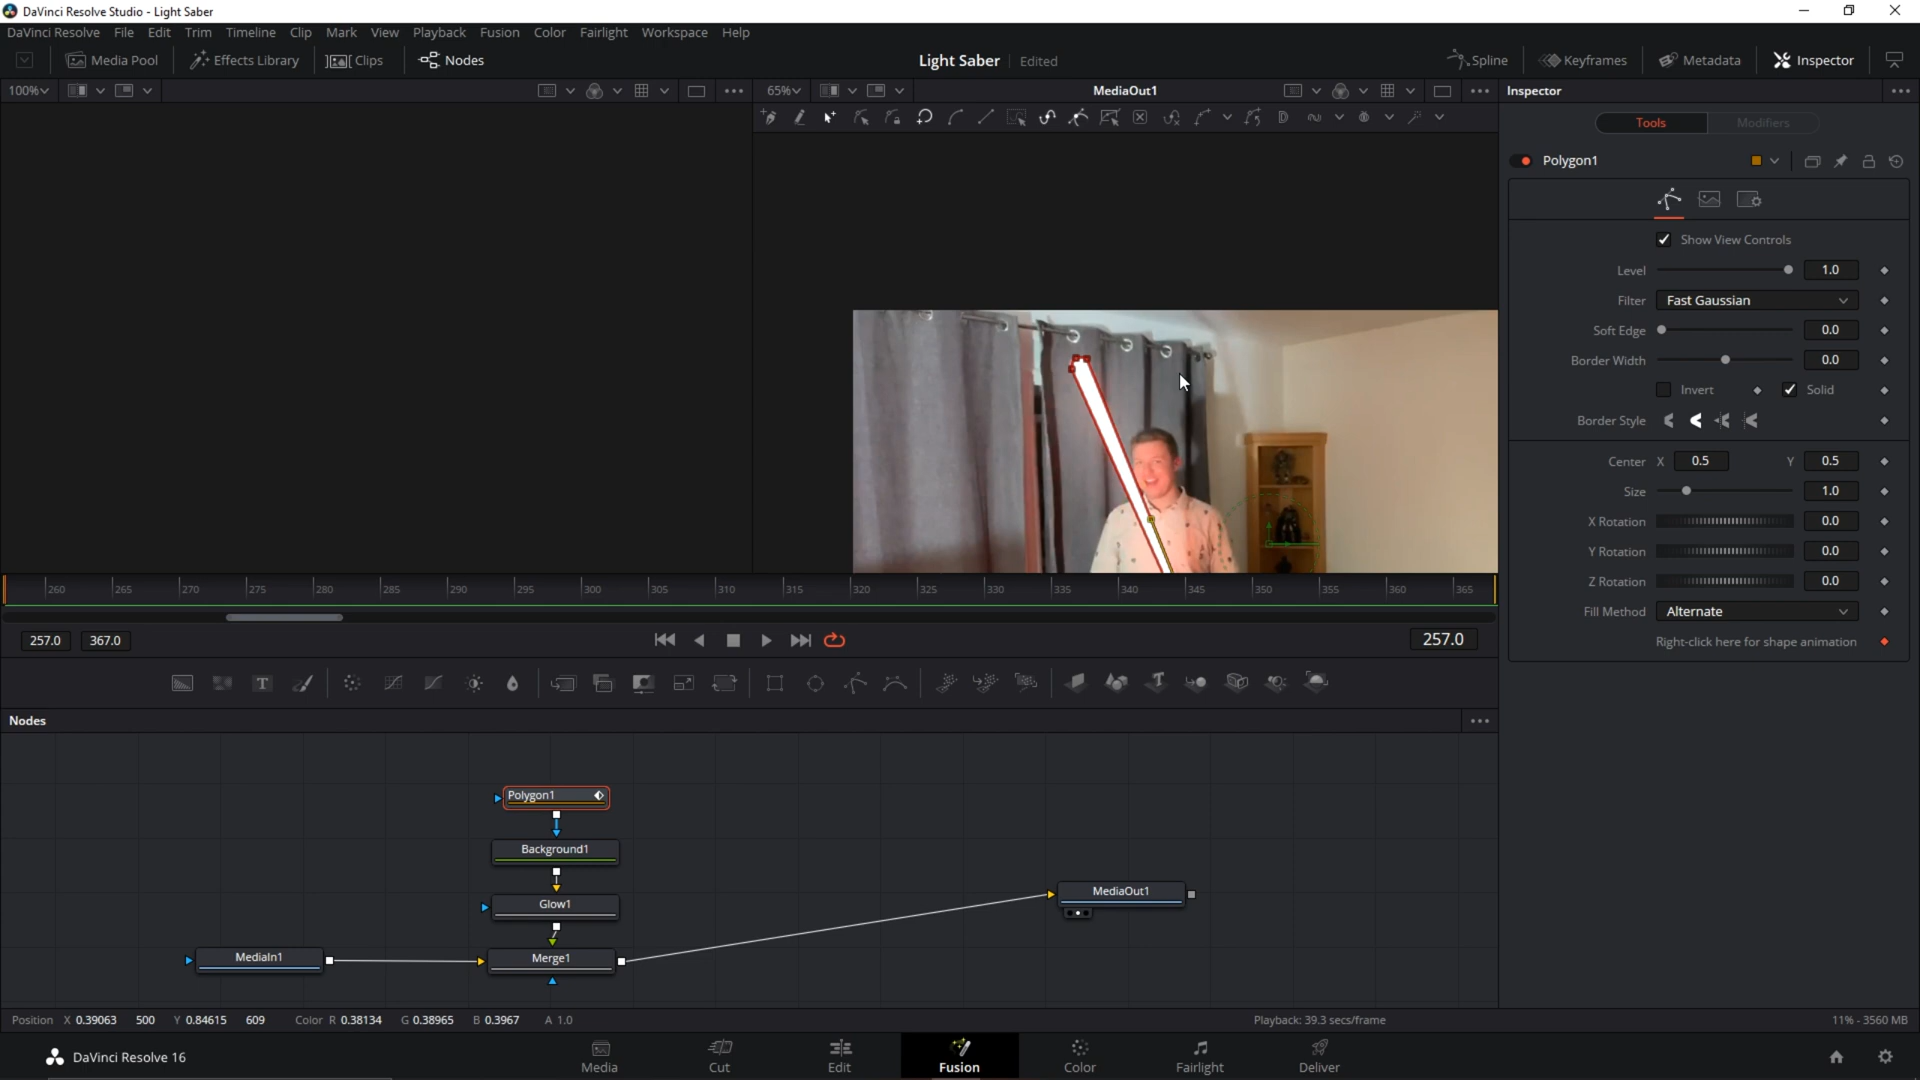 DaVinci Resolve Studio - Light Saber
DaVinci Resolve File Edit Trim Timeline Clip Mark View Playback Fusion Color Fairlight Workspace Help
Media Pool Effects Library Clips Nodes Light Saber Edited Spline Keyframes Metadata Inspector
100% 65% MediaOut1 Inspector
Tools Modifiers
Polygon1
Show View Controls
Level 1.0
Filter Fast Gaussian
Soft Edge 0.0
Border Width 0.0
Invert Solid
Border Style
Center X 0.5 Y 0.5
Size 1.0
X Rotation 0.0
Y Rotation 0.0
Z Rotation 0.0
Fill Method Alternate
Right-click here for shape animation
260 265 270 275 280 285 290 295 300 305 310 315 320 325 330 335 340 345 350 355 360 365
257.0 367.0 257.0
T
Nodes
Polygon1
Background1
Glow1
MediaOut1
MediaIn1
Merge1
Position X 0.39063 500 Y 0.84615 609 Color R 0.38134 G 0.38965 B 0.3967 A 1.0 Playback: 39.3 secs/frame 11% - 3560 MB
DaVinci Resolve 16 Media Cut Edit Fusion Color Fairlight Deliver